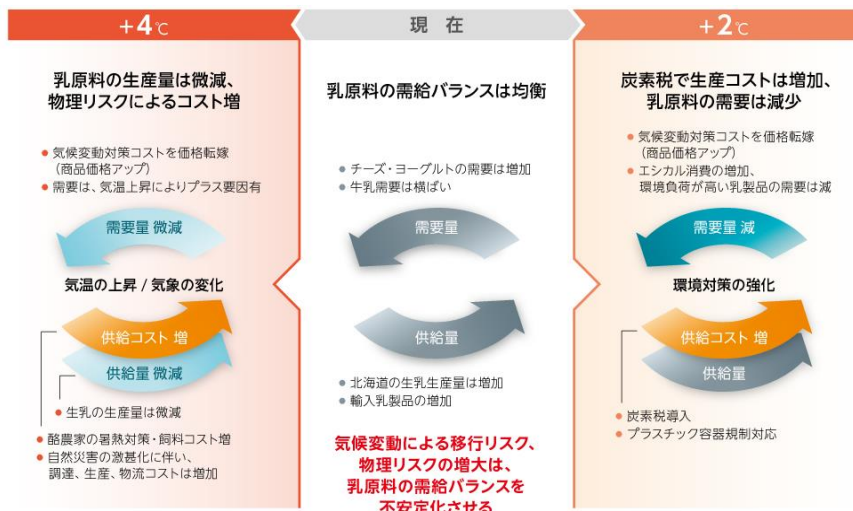 +4℃
乳原料の生産量は微減、
物理リスクによるコスト増
● 気候変動対策コストを価格転嫁
（商品価格アップ）
● 需要は、気温上昇によりプラス要因有
需要量 微減
気温の上昇 / 気象の変化
供給コスト 増
供給量 微減
● 生乳の生産量は微減
● 酪農家の暑熱対策・飼料コスト増
● 自然災害の激甚化に伴い、
調達、生産、物流コストは増加
現 在
乳原料の需給バランスは均衡
● チーズ・ヨーグルトの需要は増加
● 牛乳需要は横ばい
需要量
供給量
● 北海道の生乳生産量は増加
● 輸入乳製品の増加
気候変動による移行リスク、
物理リスクの増大は、
乳原料の需給バランスを
不安定化させる
+2℃
炭素税で生産コストは増加、
乳原料の需要は減少
● 気候変動対策コストを価格転嫁
（商品価格アップ）
● エシカル消費の増加、
環境負荷が高い乳製品の需要は減
需要量 減
環境対策の強化
供給コスト 増
供給量
● 炭素税導入
● プラスチック容器規制対応